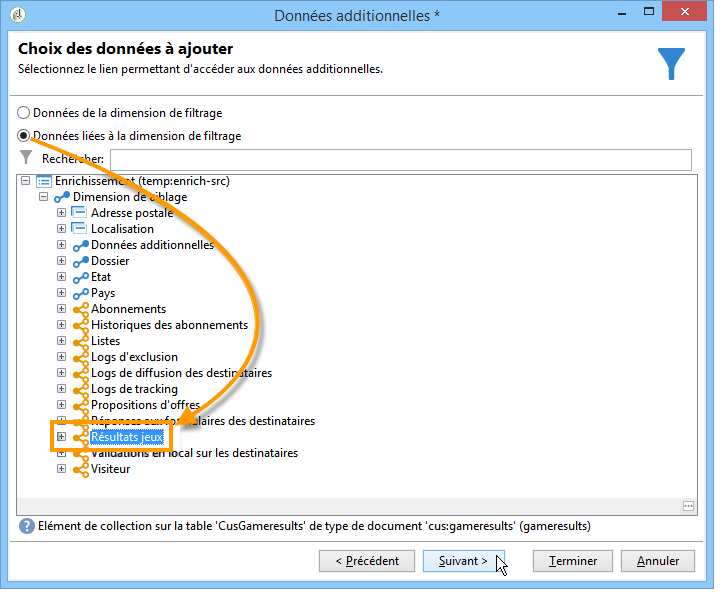 Données additionnelles *
Choix des données à ajouter
Sélectionnez le lien permettant d'accéder aux données additionnelles.
Données de la dimension de filtrage
Données liées à la dimension de filtrage
Rechercher:
Enrichissement (temp:enrich-src)
Dimension de ciblage
Adresse postale
Localisation
Données additionnelles
Dossier
Etat
Pays
Abonnements
Historiques des abonnements
Listes
Logs d'exclusion
Logs de diffusion des destinataires
Logs de tracking
Propositions d'offres
Réponses aux formulaires des destinataires
Résultats jeux
Validations en local sur les destinataires
Visiteur
Elément de collection sur la table 'CusGameresults' de type de document 'cus:gameresults' (gameresults)
< Précédent Suivant > Terminer Annuler